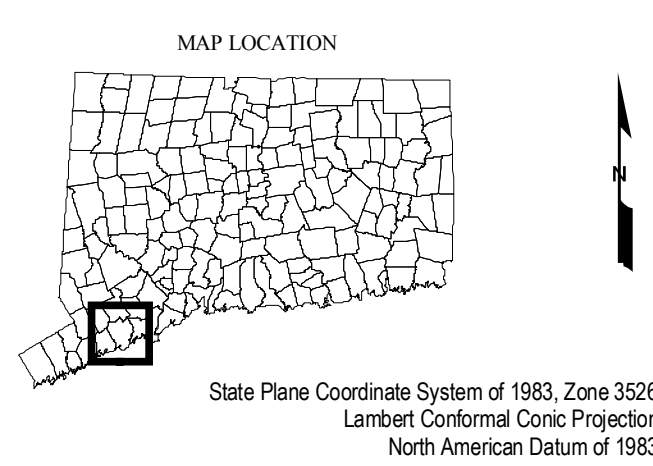 MAP LOCATION
N
State Plane Coordinate System of 1983, Zone 3526
Lambert Conformal Conic Projection
North American Datum of 1983